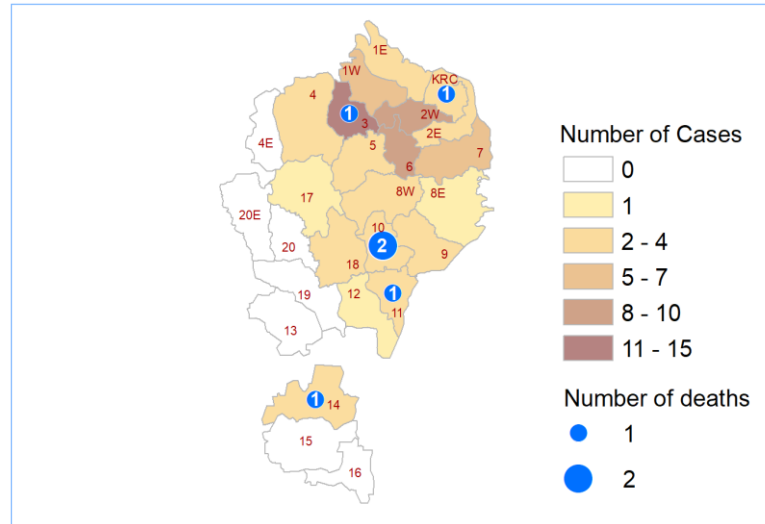 1E
1W
KRC
1
4
1
3
2W
2E
4E
5
7
6
8W
8E
17
20E
10
20
2
9
18
19
12
1
11
13
1
14
15
16
Number of Cases
0
1
2 - 4
5 - 7
8 - 10
11 - 15
Number of deaths
1
2